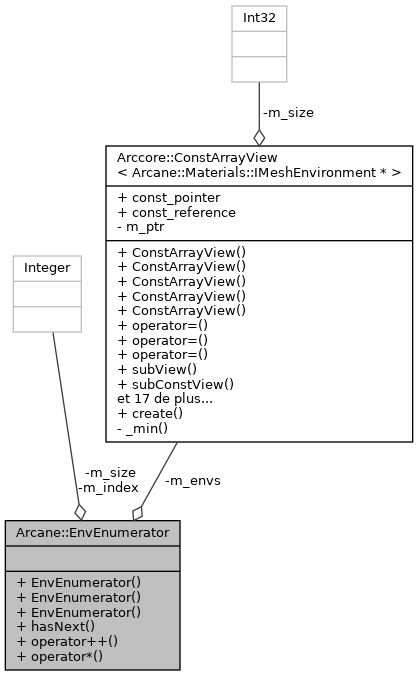 Int32
-m_size
Arccore::ConstArrayView
< Arcane::Materials::IMeshEnvironment * >
+ const_pointer
+ const_reference
- m_ptr
+ ConstArrayView()
+ ConstArrayView()
+ ConstArrayView()
+ ConstArrayView()
+ ConstArrayView()
+ operator=()
+ operator=()
+ operator=()
+ subView()
+ subConstView()
et 17 de plus...
+ create()
- _min()
Integer
-m_size
-m_index
-m_envs
Arcane::EnvEnumerator
+ EnvEnumerator()
+ EnvEnumerator()
+ EnvEnumerator()
+ hasNext()
+ operator++()
+ operator*()